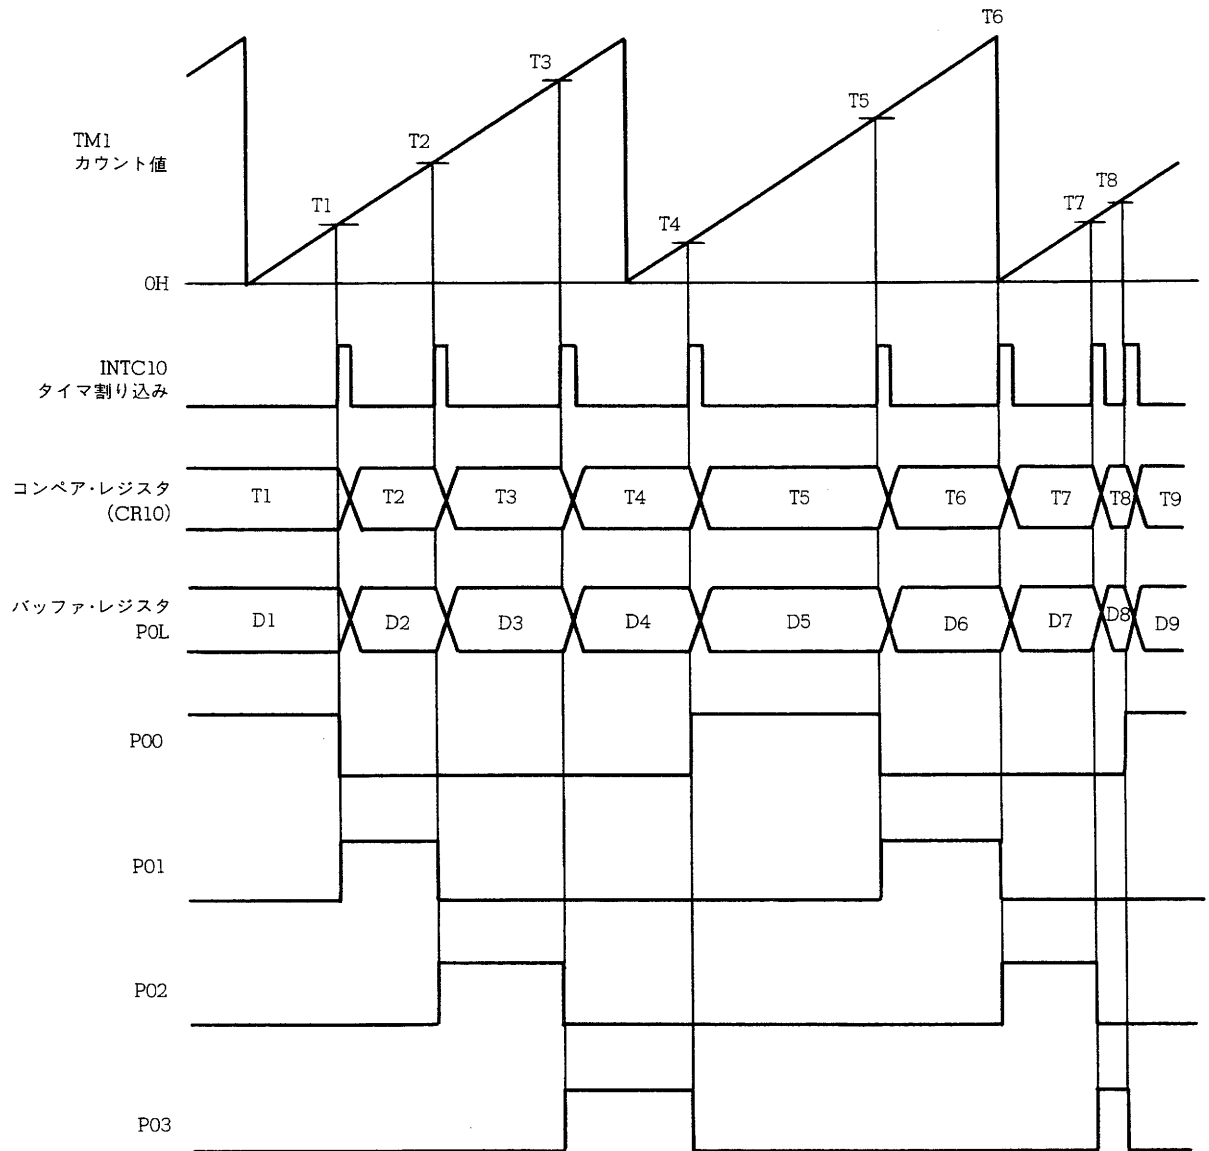 T6
T3
T5
T2
TM1
カウント値
T8
T1
T7
T4
0H
INTC10
タイマ割り込み
コンペア・レジスタ
(CR10)
T1 T2 T3 T4 T5 T6 T7 T8 T9
バッファ・レジスタ
P0L
D1 D2 D3 D4 D5 D6 D7 D8 D9
P00
P01
P02
P03